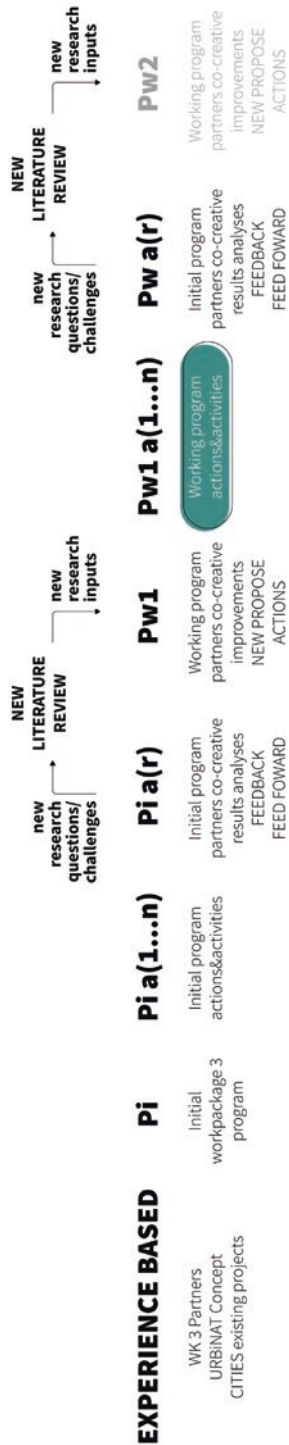 EXPERIENCE BASED
WK 3 Partners
URBiNAT Concept
CITIES existing projects
Pi
Initial
workpackage 3
program
Pi a(1...n)
Initial program
actions&activities
new
research
questions/
challenges
NEW
LITERATURE
REVIEW
new
research
inputs
Pi a(r)
Initial program
partners co-creative
results analyses
FEEDBACK
FEED FOWARD
Pw1
Working program
partners co-creative
improvements
NEW PROPOSE
ACTIONS
Pw1 a(1...n)
Working program
actions&activities
new
research
questions/
challenges
NEW
LITERATURE
REVIEW
new
research
inputs
Pw a(r)
Initial program
partners co-creative
results analyses
FEEDBACK
FEED FOWARD
Pw2
Working program
partners co-creative
improvements
NEW PROPOSE
ACTIONS